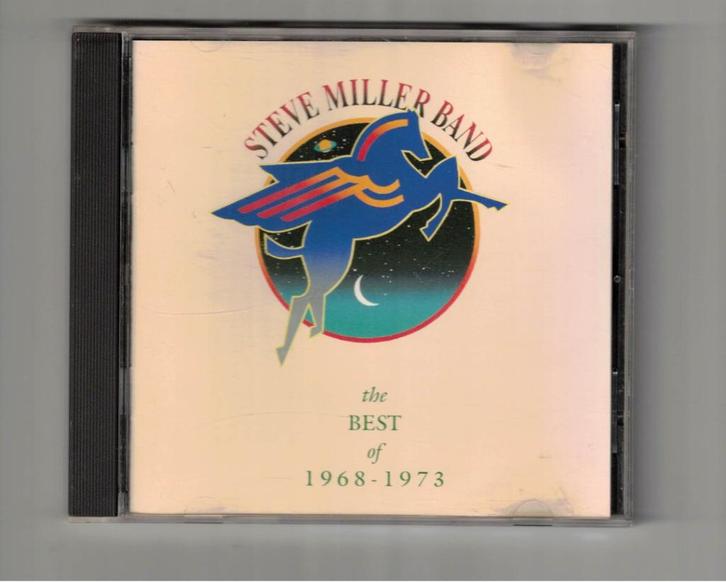 STEVE MILLER BAND
the
BEST
of
1968-1973